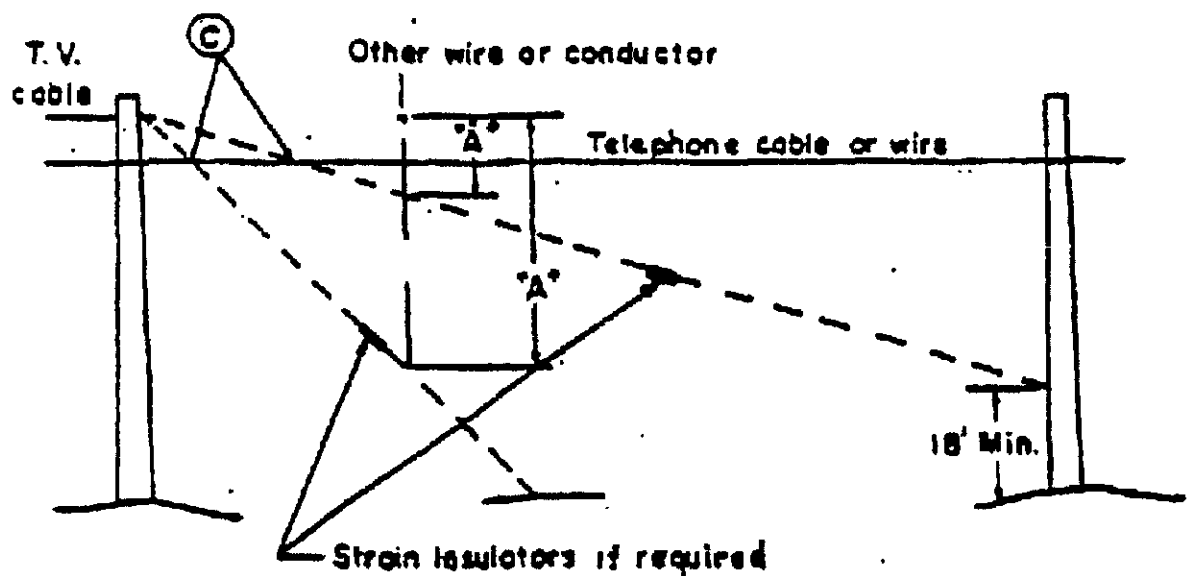 C
T. V.
cable
Other wire or conductor
"A"
Telephone cable or wire
"A"
18' Min.
Strain Insulators if required